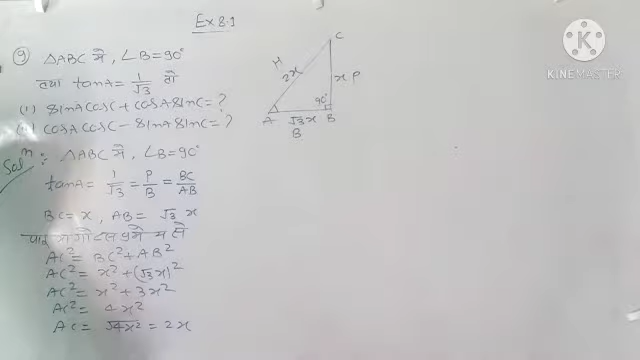 Ex 8.1
⑨ △ABC में, ∠B=90°
तथा tanA= 1/√3 तो
(i) SinA CosC + CosA SinC = ?
CosA CosC - SinA SinC = ?
C
H
2x
x P
90°
A √3x B
B
KINEMASTER
Solⁿ: △ABC में, ∠B=90°
tanA= 1/√3 = P/B = BC/AB
BC= x, AB= √3 x
से
AC²= BC²+AB²
AC²= x²+(√3x)²
AC²= x²+3x²
AC²= 4x²
AC= √4x² = 2x